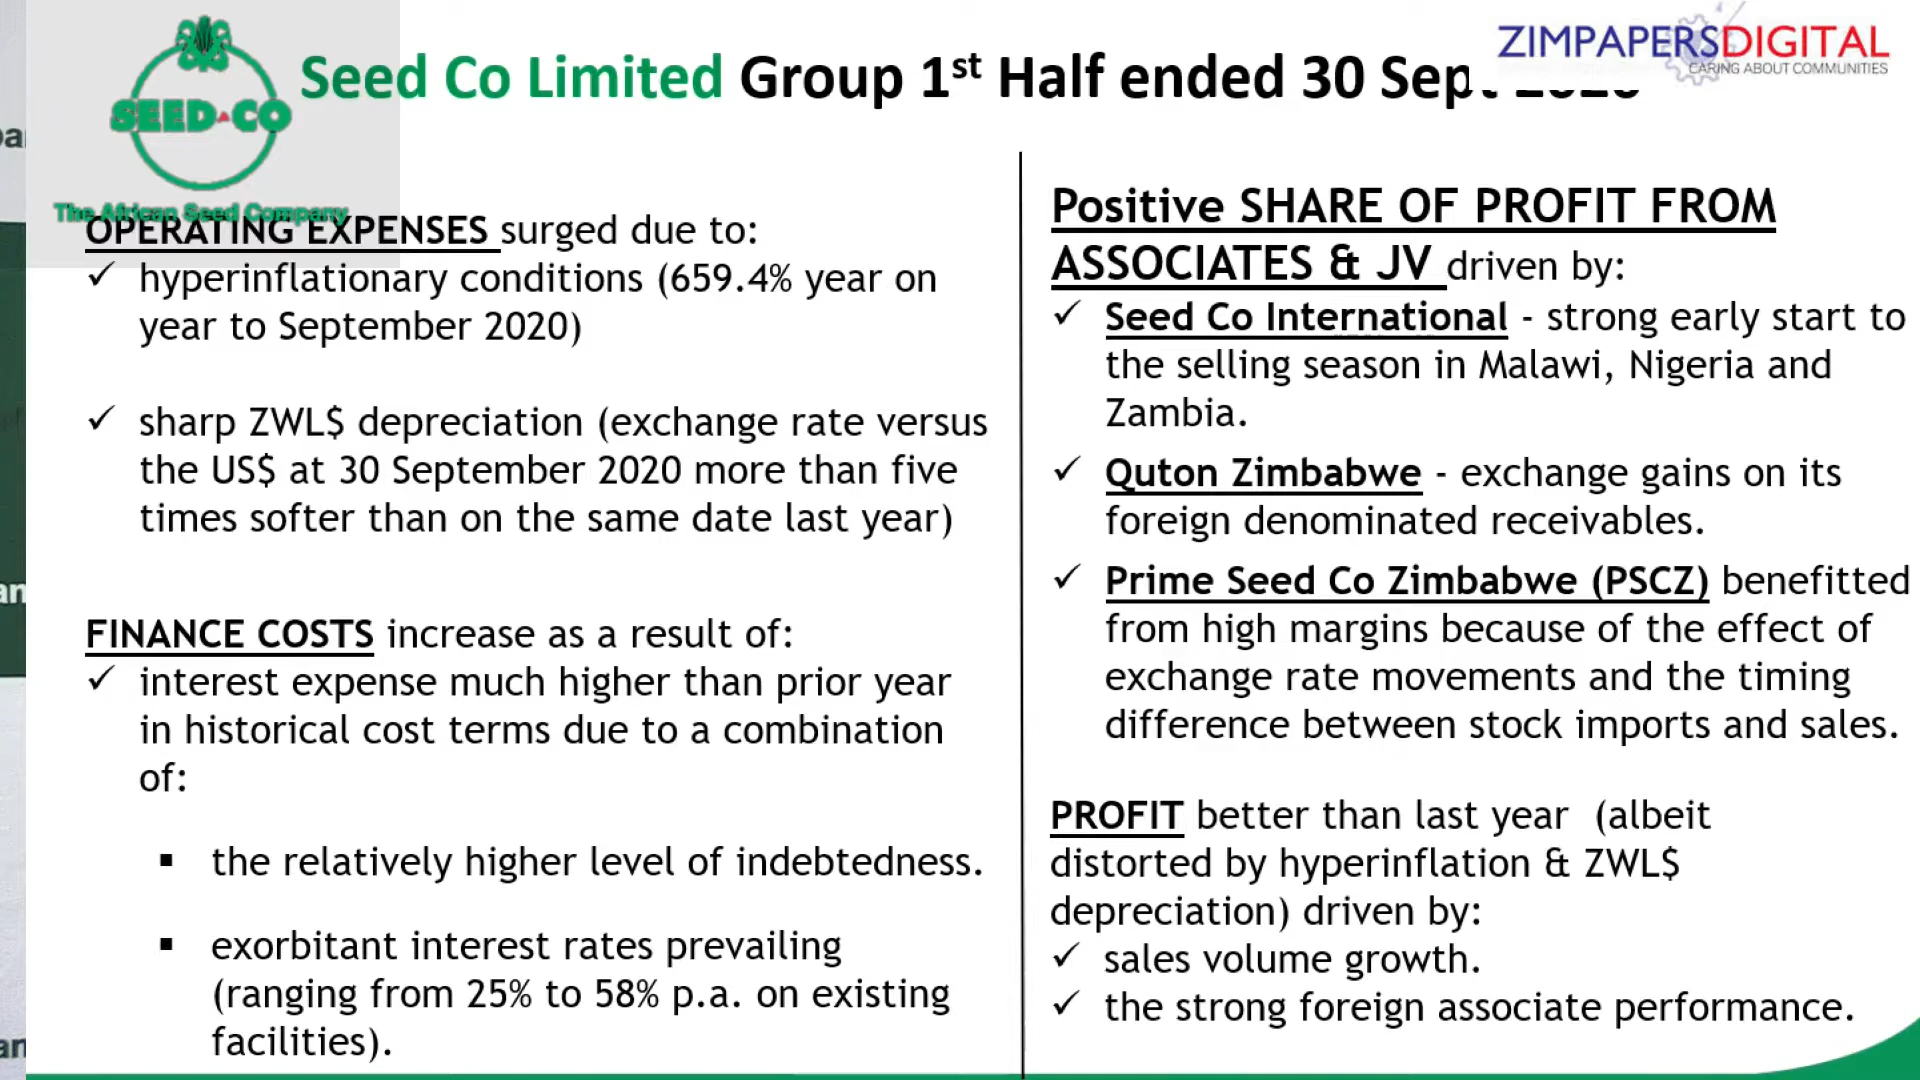 SEED CO
The African Seed Company
Seed Co Limited Group 1st Half ended 30 Sept 2020
ZIMPAPERSDIGITAL
CARING ABOUT COMMUNITIES
OPERATING EXPENSES surged due to:
✓ hyperinflationary conditions (659.4% year on
year to September 2020)
✓ sharp ZWL$ depreciation (exchange rate versus
the US$ at 30 September 2020 more than five
times softer than on the same date last year)
FINANCE COSTS increase as a result of:
✓ interest expense much higher than prior year
in historical cost terms due to a combination
of:
▪ the relatively higher level of indebtedness.
▪ exorbitant interest rates prevailing
(ranging from 25% to 58% p.a. on existing
facilities).
Positive SHARE OF PROFIT FROM
ASSOCIATES & JV driven by:
✓ Seed Co International - strong early start to
the selling season in Malawi, Nigeria and
Zambia.
✓ Quton Zimbabwe - exchange gains on its
foreign denominated receivables.
✓ Prime Seed Co Zimbabwe (PSCZ) benefitted
from high margins because of the effect of
exchange rate movements and the timing
difference between stock imports and sales.
PROFIT better than last year (albeit
distorted by hyperinflation & ZWL$
depreciation) driven by:
✓ sales volume growth.
✓ the strong foreign associate performance.